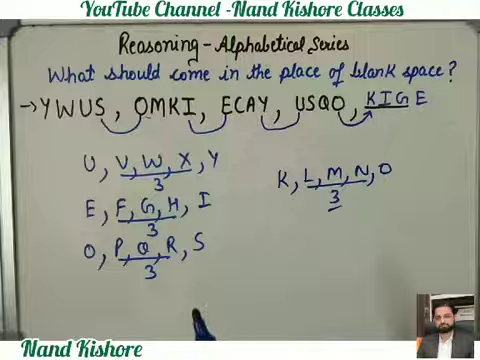 YouTube Channel -Nand Kishore Classes
Reasoning - Alphabetical Series
What should come in the place of blank space?
→ YWUS, OMKI, ECAY, USQO, KIGE
U, V, W, X, Y
3
K, L, M, N, O
3
E, F, G, H, I
3
O, P, Q, R, S
3
Nand Kishore